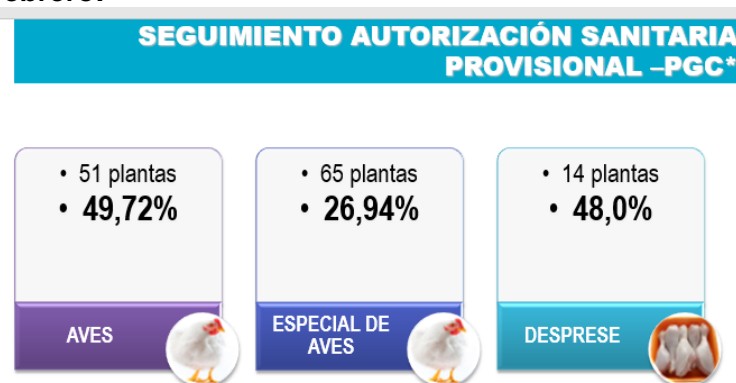 SEGUIMIENTO AUTORIZACIÓN SANITARIA
PROVISIONAL –PGC*
• 51 plantas
• 49,72%
AVES
• 65 plantas
• 26,94%
ESPECIAL DE
AVES
• 14 plantas
• 48,0%
DESPRESE